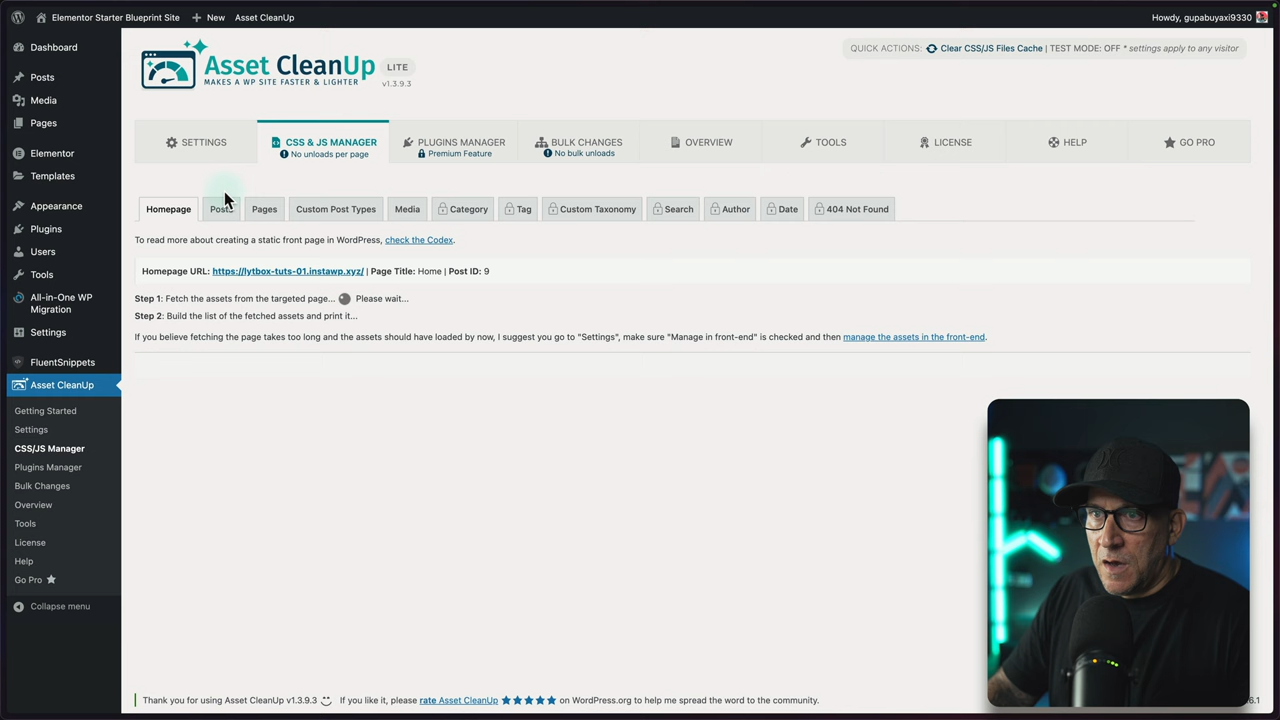 Elementor Starter Blueprint Site
New
Asset CleanUp
Howdy, gupabuyaxi9330
Dashboard
Posts
Media
Pages
Elementor
Templates
Appearance
Plugins
Users
Tools
All-in-One WP
Migration
Settings
FluentSnippets
Asset CleanUp
Getting Started
Settings
CSS/JS Manager
Plugins Manager
Bulk Changes
Overview
Tools
License
Help
Go Pro
Collapse menu
Asset CleanUp
MAKES A WP SITE FASTER & LIGHTER
LITE
v1.3.9.3
QUICK ACTIONS: Clear CSS/JS Files Cache | TEST MODE: OFF * settings apply to any visitor
SETTINGS
CSS & JS MANAGER
No unloads per page
PLUGINS MANAGER
Premium Feature
BULK CHANGES
No bulk unloads
OVERVIEW
TOOLS
LICENSE
HELP
GO PRO
Homepage
Posts
Pages
Custom Post Types
Media
Category
Tag
Custom Taxonomy
Search
Author
Date
404 Not Found
To read more about creating a static front page in WordPress, check the Codex.
Homepage URL: https://lytbox-tuts-01.instawp.xyz/ | Page Title: Home | Post ID: 9
Step 1: Fetch the assets from the targeted page... Please wait...
Step 2: Build the list of the fetched assets and print it...
If you believe fetching the page takes too long and the assets should have loaded by now, I suggest you go to "Settings", make sure "Manage in front-end" is checked and then manage the assets in the front-end.
Thank you for using Asset CleanUp v1.3.9.3 If you like it, please rate Asset CleanUp on WordPress.org to help me spread the word to the community.